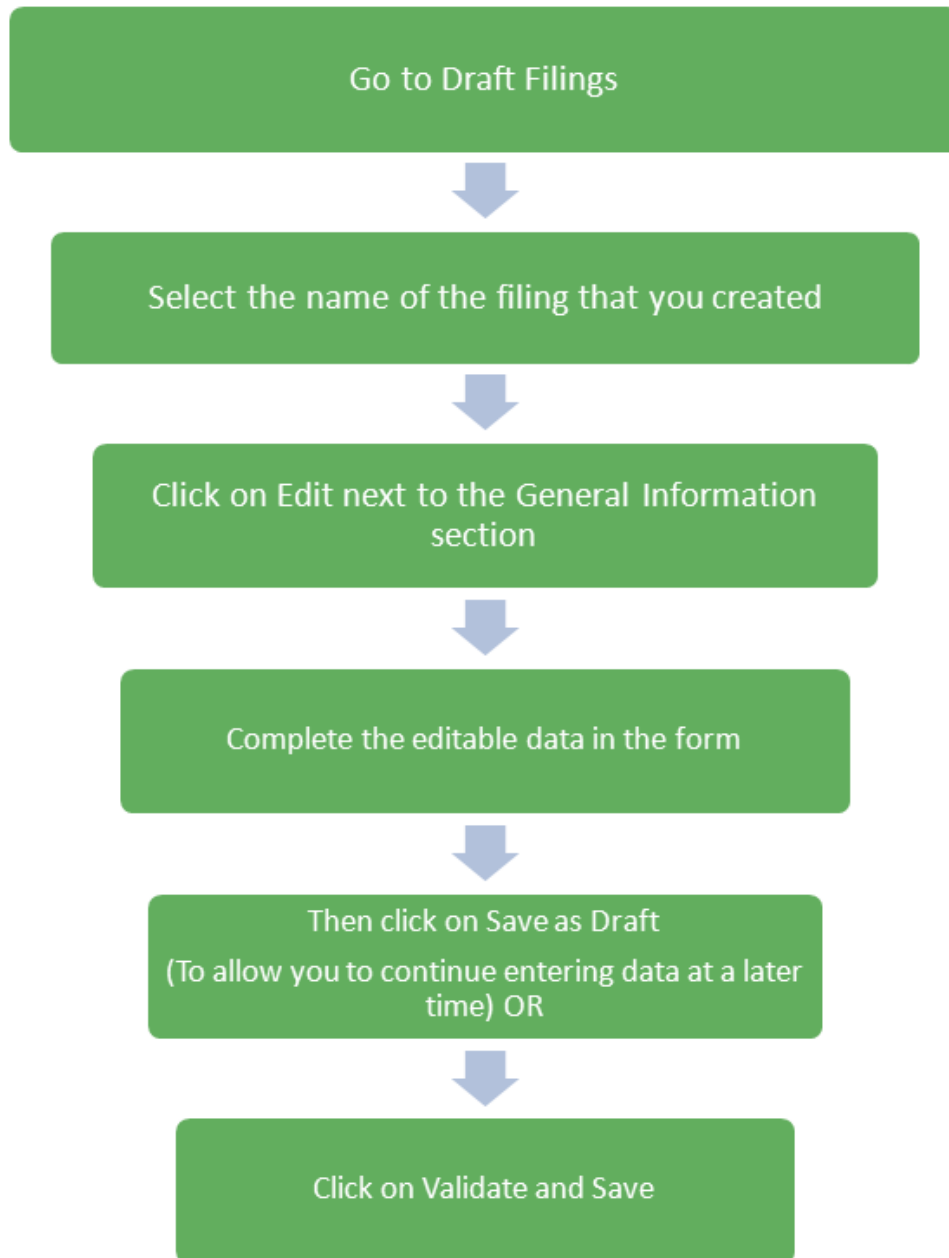 Go to Draft Filings
Select the name of the filing that you created
Click on Edit next to the General Information
section
Complete the editable data in the form
Then click on Save as Draft
(To allow you to continue entering data at a later
time) OR
Click on Validate and Save